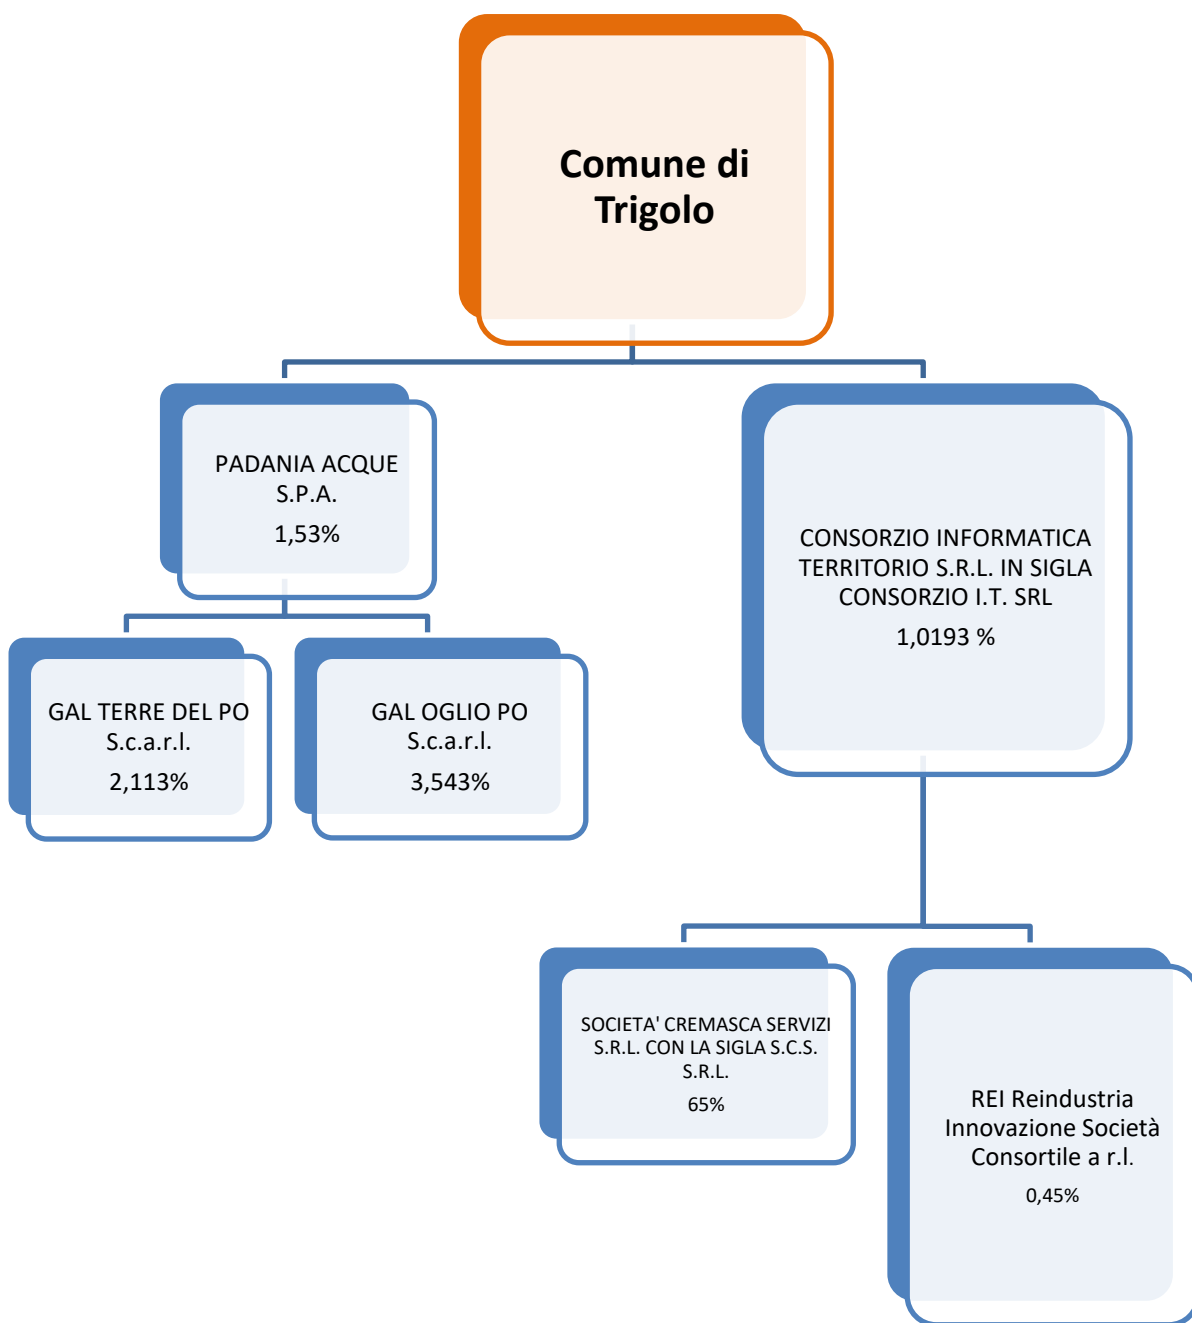 Comune di
Trigolo
PADANIA ACQUE
S.P.A.
1,53%
CONSORZIO INFORMATICA
TERRITORIO S.R.L. IN SIGLA
CONSORZIO I.T. SRL
1,0193 %
GAL TERRE DEL PO
S.c.a.r.l.
2,113%
GAL OGLIO PO
S.c.a.r.l.
3,543%
SOCIETA' CREMASCA SERVIZI
S.R.L. CON LA SIGLA S.C.S.
S.R.L.
65%
REI Reindustria
Innovazione Società
Consortile a r.l.
0,45%